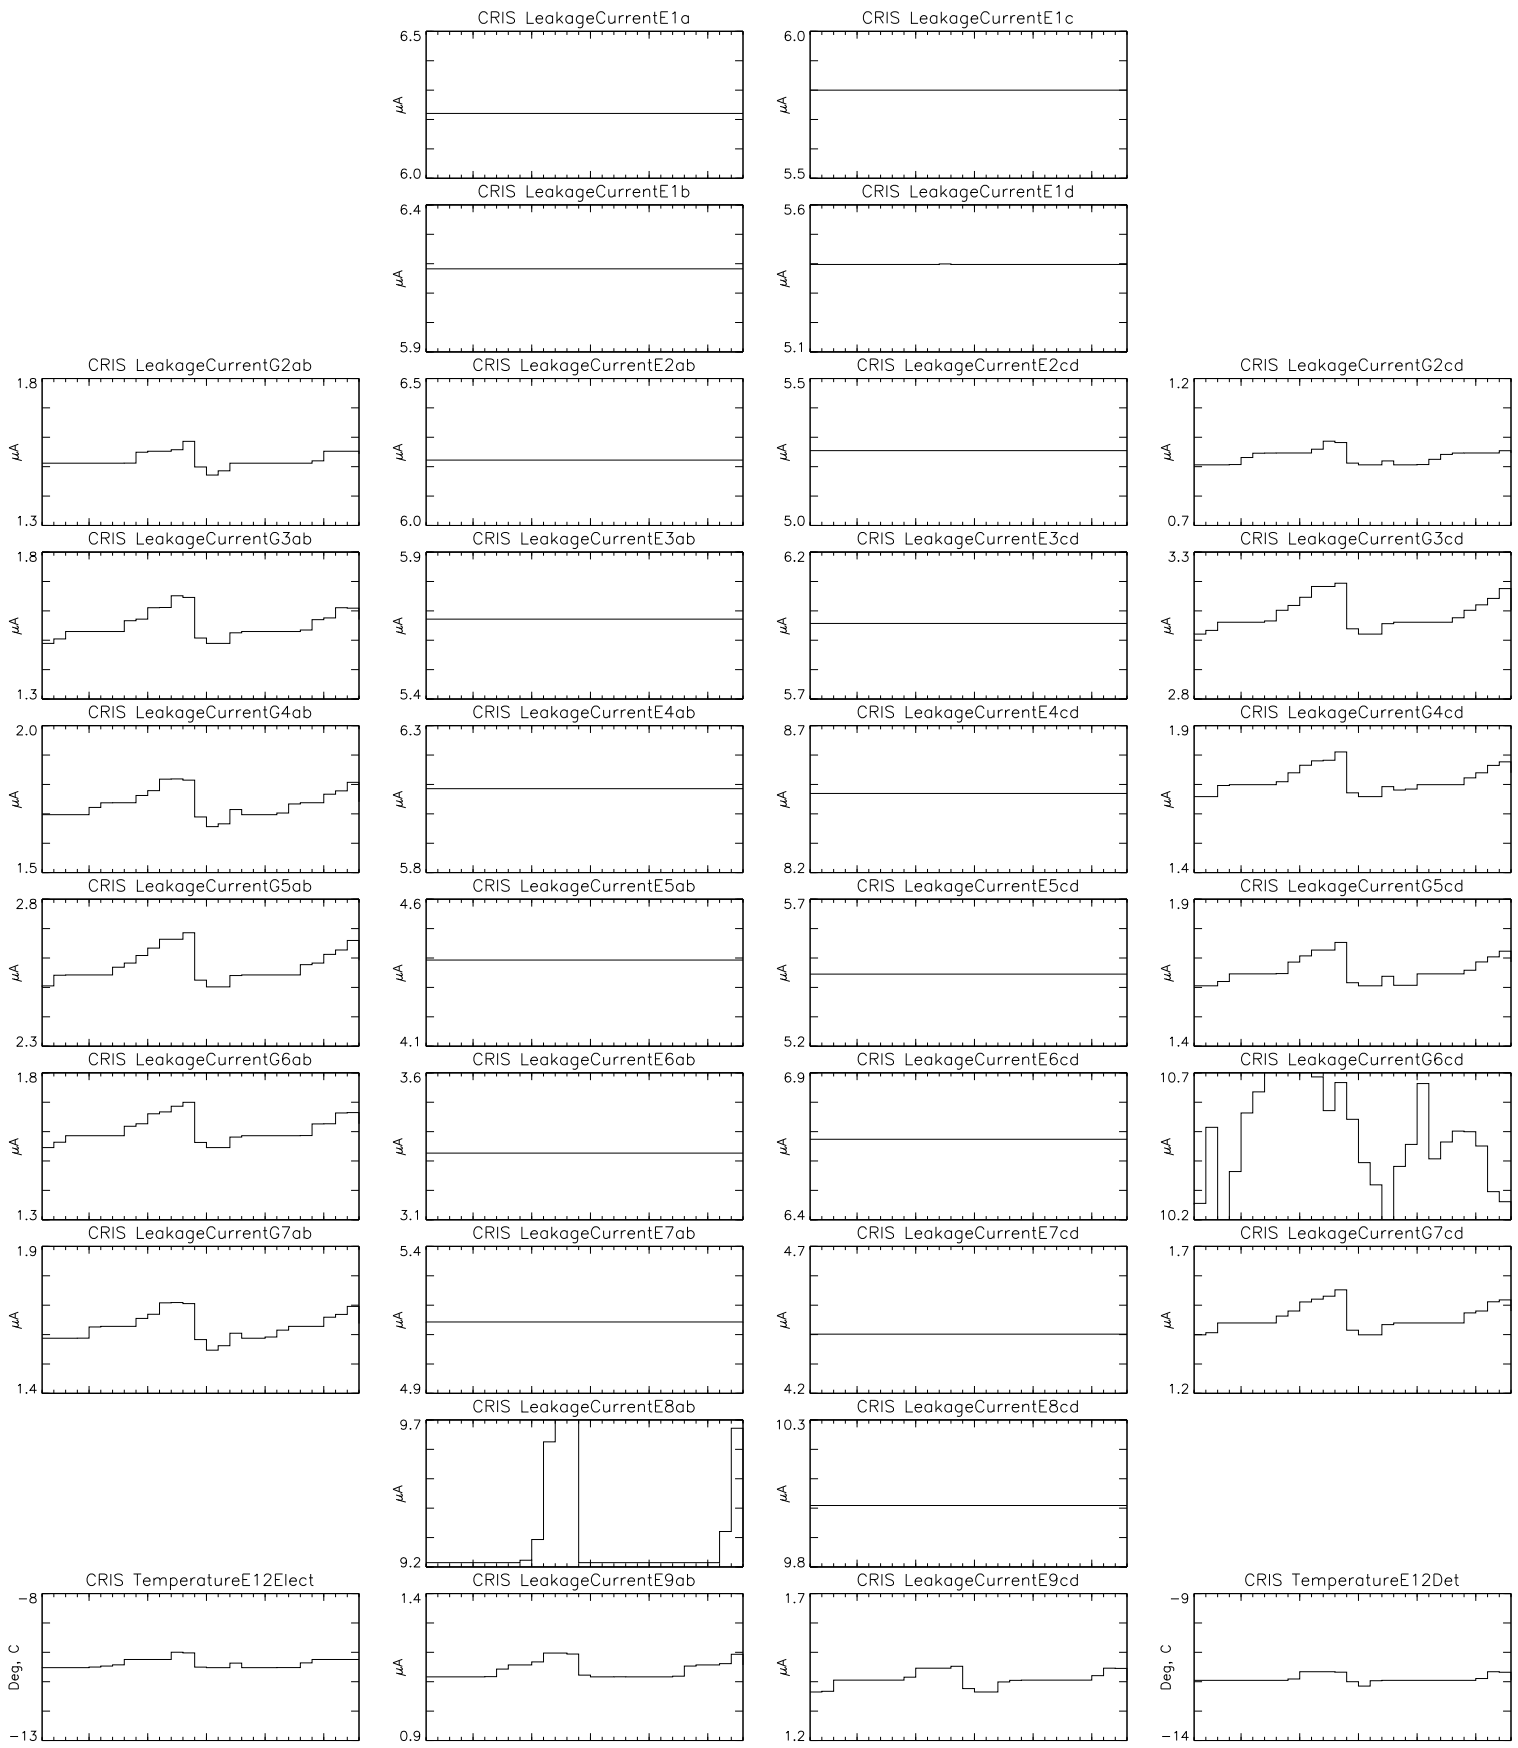 CRIS LeakageCurrentE1a
6.5
μA
6.0
CRIS LeakageCurrentE1c
6.0
μA
5.5
CRIS LeakageCurrentE1b
6.4
μA
5.9
CRIS LeakageCurrentE1d
5.6
μA
5.1
CRIS LeakageCurrentG2ab
1.8
μA
1.3
CRIS LeakageCurrentE2ab
6.5
μA
6.0
CRIS LeakageCurrentE2cd
5.5
μA
5.0
CRIS LeakageCurrentG2cd
1.2
μA
0.7
CRIS LeakageCurrentG3ab
1.8
μA
1.3
CRIS LeakageCurrentE3ab
5.9
μA
5.4
CRIS LeakageCurrentE3cd
6.2
μA
5.7
CRIS LeakageCurrentG3cd
3.3
μA
2.8
CRIS LeakageCurrentG4ab
2.0
μA
1.5
CRIS LeakageCurrentE4ab
6.3
μA
5.8
CRIS LeakageCurrentE4cd
8.7
μA
8.2
CRIS LeakageCurrentG4cd
1.9
μA
1.4
CRIS LeakageCurrentG5ab
2.8
μA
2.3
CRIS LeakageCurrentE5ab
4.6
μA
4.1
CRIS LeakageCurrentE5cd
5.7
μA
5.2
CRIS LeakageCurrentG5cd
1.9
μA
1.4
CRIS LeakageCurrentG6ab
1.8
μA
1.3
CRIS LeakageCurrentE6ab
3.6
μA
3.1
CRIS LeakageCurrentE6cd
6.9
μA
6.4
CRIS LeakageCurrentG6cd
10.7
μA
10.2
CRIS LeakageCurrentG7ab
1.9
μA
1.4
CRIS LeakageCurrentE7ab
5.4
μA
4.9
CRIS LeakageCurrentE7cd
4.7
μA
4.2
CRIS LeakageCurrentG7cd
1.7
μA
1.2
CRIS LeakageCurrentE8ab
9.7
μA
9.2
CRIS LeakageCurrentE8cd
10.3
μA
9.8
CRIS TemperatureE12Elect
-8
Deg, C
-13
CRIS LeakageCurrentE9ab
1.4
μA
0.9
CRIS LeakageCurrentE9cd
1.7
μA
1.2
CRIS TemperatureE12Det
-9
Deg, C
-14